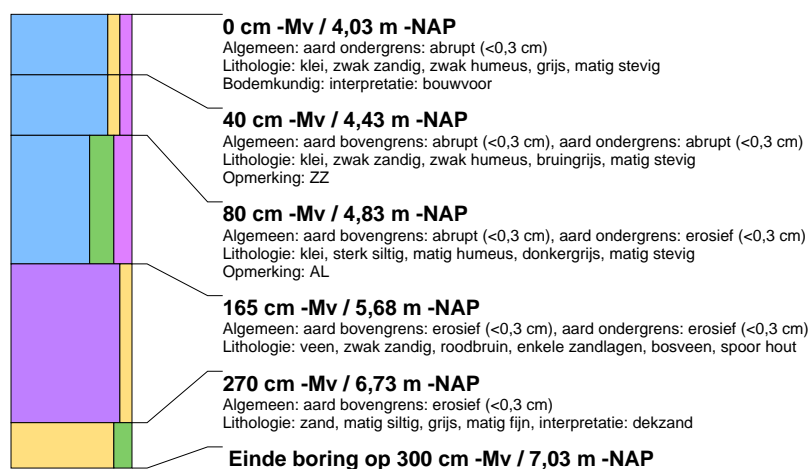 0 cm -Mv / 4,03 m -NAP
Algemeen: aard ondergrens: abrupt (<0,3 cm)
Lithologie: klei, zwak zandig, zwak humeus, grijs, matig stevig
Bodemkundig: interpretatie: bouwvoor
40 cm -Mv / 4,43 m -NAP
Algemeen: aard bovengrens: abrupt (<0,3 cm), aard ondergrens: abrupt (<0,3 cm)
Lithologie: klei, zwak zandig, zwak humeus, bruingrijs, matig stevig
Opmerking: ZZ
80 cm -Mv / 4,83 m -NAP
Algemeen: aard bovengrens: abrupt (<0,3 cm), aard ondergrens: erosief (<0,3 cm)
Lithologie: klei, sterk siltig, matig humeus, donkergrijs, matig stevig
Opmerking: AL
165 cm -Mv / 5,68 m -NAP
Algemeen: aard bovengrens: erosief (<0,3 cm), aard ondergrens: erosief (<0,3 cm)
Lithologie: veen, zwak zandig, roodbruin, enkele zandlagen, bosveen, spoor hout
270 cm -Mv / 6,73 m -NAP
Algemeen: aard bovengrens: erosief (<0,3 cm)
Lithologie: zand, matig siltig, grijs, matig fijn, interpretatie: dekzand
Einde boring op 300 cm -Mv / 7,03 m -NAP